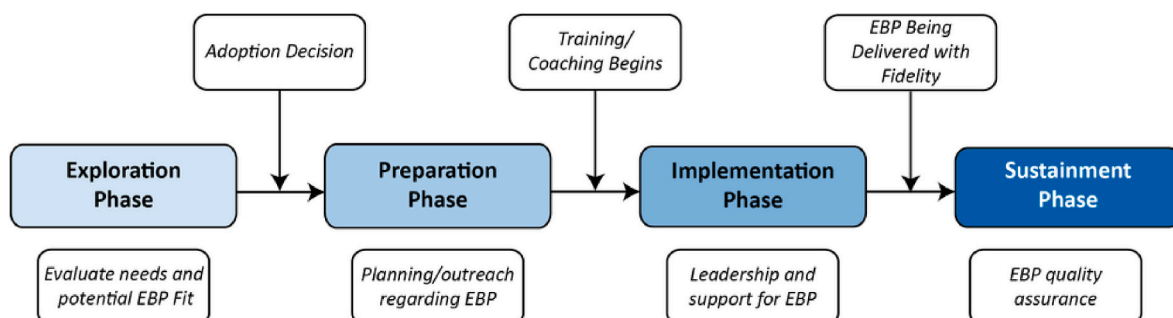 Adoption Decision
Training/
Coaching Begins
EBP Being
Delivered with
Fidelity
Exploration
Phase
Preparation
Phase
Implementation
Phase
Sustainment
Phase
Evaluate needs and
potential EBP Fit
Planning/outreach
regarding EBP
Leadership and
support for EBP
EBP quality
assurance